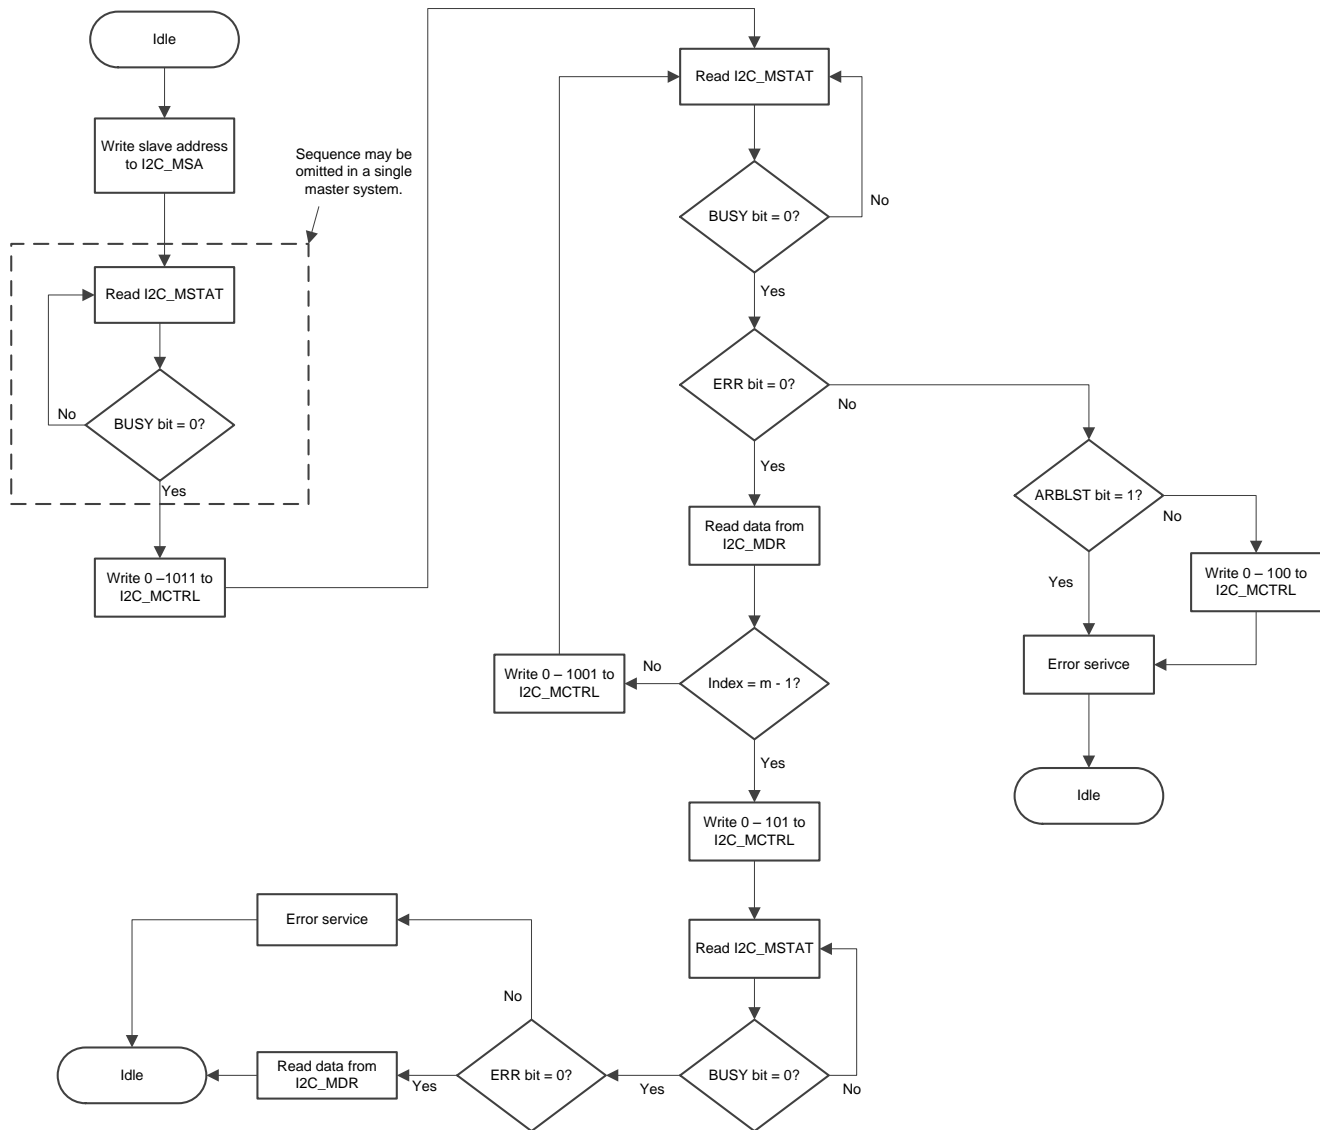 Idle
Write slave address
to I2C_MSA
Sequence may be
omitted in a single
master system.
Read I2C_MSTAT
BUSY bit = 0?
No
Yes
Write 0 –1011 to
I2C_MCTRL
Read I2C_MSTAT
BUSY bit = 0?
No
Yes
ERR bit = 0?
No
Yes
Read data from
I2C_MDR
Index = m - 1?
No
Write 0 – 1001 to
I2C_MCTRL
Yes
Write 0 – 101 to
I2C_MCTRL
Read I2C_MSTAT
BUSY bit = 0?
No
Yes
ERR bit = 0?
No
Error service
Yes
Read data from
I2C_MDR
Idle
ARBLST bit = 1?
No
Write 0 – 100 to
I2C_MCTRL
Yes
Error serivce
Idle